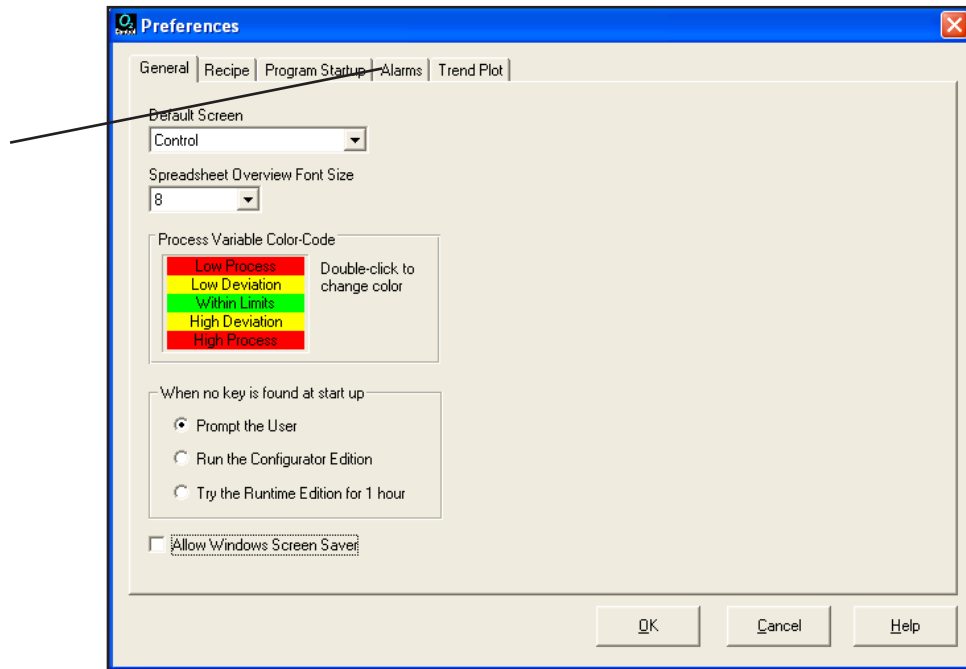 Preferences
General Recipe Program Startup Alarms Trend Plot
Default Screen
Control
Spreadsheet Overview Font Size
8
Process Variable Color-Code
Low Process
Low Deviation
Within Limits
High Deviation
High Process
Double-click to
change color
When no key is found at start up
Prompt the User
Run the Configurator Edition
Try the Runtime Edition for 1 hour
Allow Windows Screen Saver
OK Cancel Help